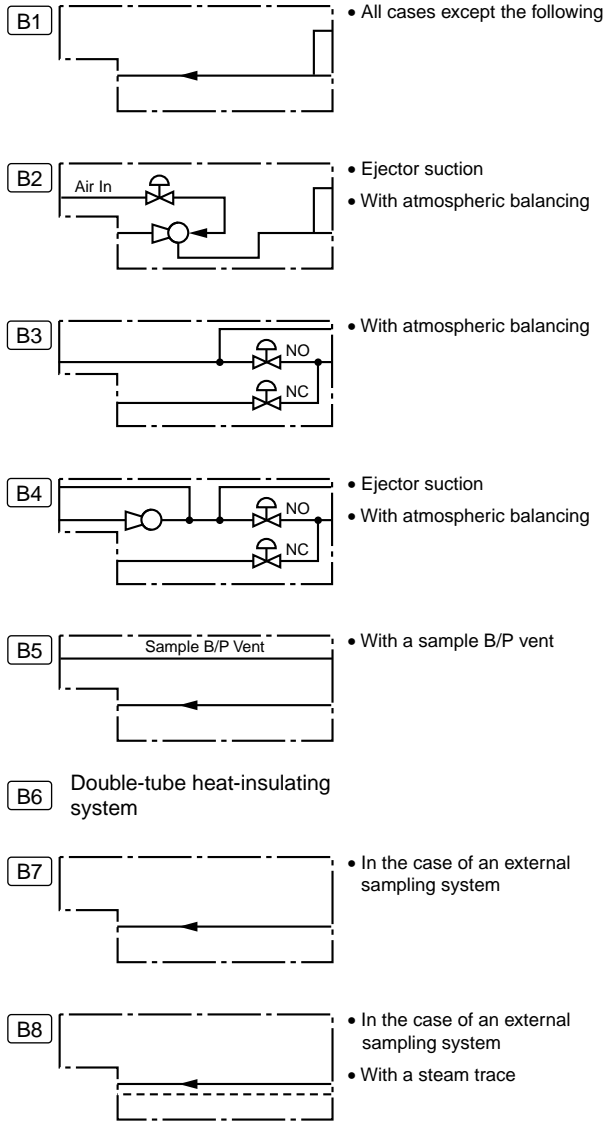 B1
• All cases except the following
B2
Air In
• Ejector suction
• With atmospheric balancing
B3
NO
NC
• With atmospheric balancing
B4
NO
NC
• Ejector suction
• With atmospheric balancing
B5
Sample B/P Vent
• With a sample B/P vent
B6
Double-tube heat-insulating
system
B7
• In the case of an external
sampling system
B8
• In the case of an external
sampling system
• With a steam trace